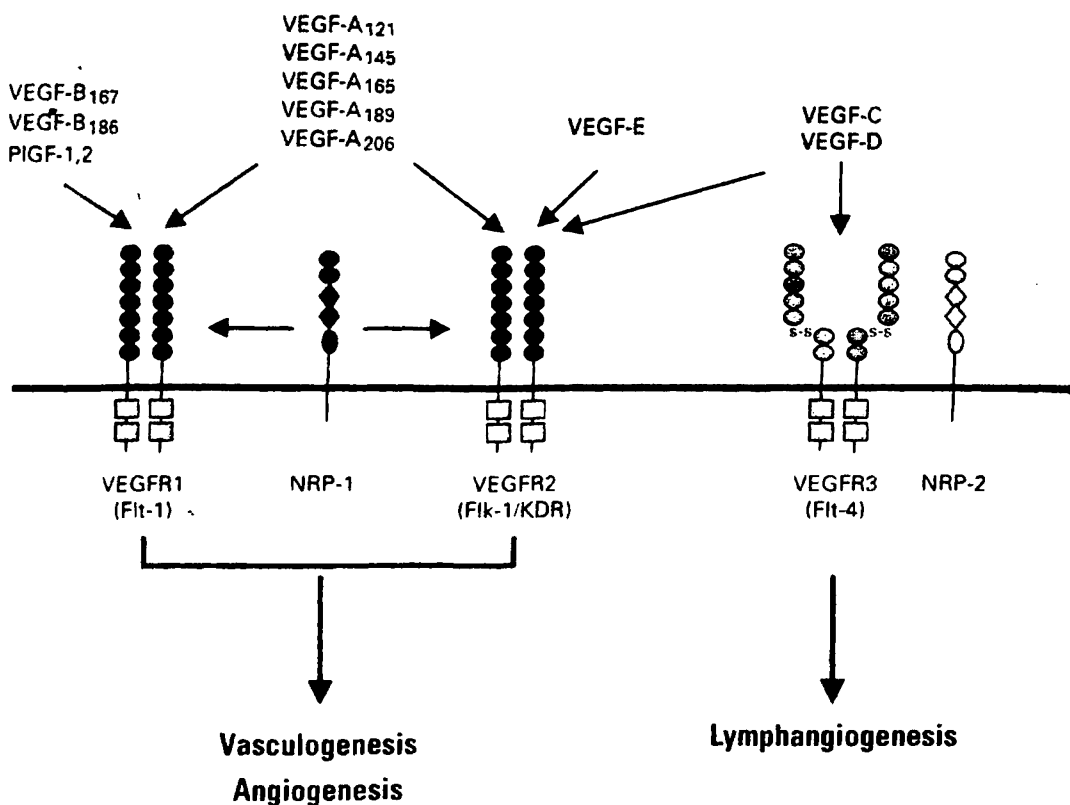 VEGF-B167
VEGF-B186
PlGF-1,2
VEGF-A121
VEGF-A145
VEGF-A165
VEGF-A189
VEGF-A206
VEGF-E
VEGF-C
VEGF-D
s-s
s-s
VEGFR1
(Flt-1)
NRP-1
VEGFR2
(Flk-1/KDR)
VEGFR3
(Flt-4)
NRP-2
Vasculogenesis
Angiogenesis
Lymphangiogenesis